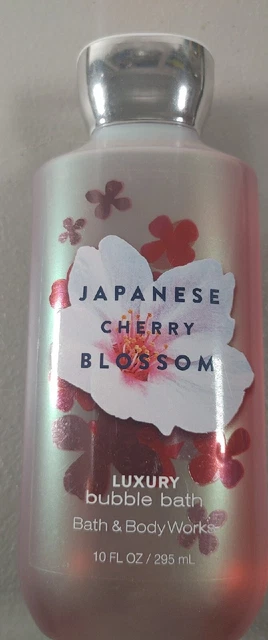 JAPANESE
CHERRY
BLOSSOM
LUXURY
bubble bath
Bath & Body Works
10 FL OZ / 295 mL